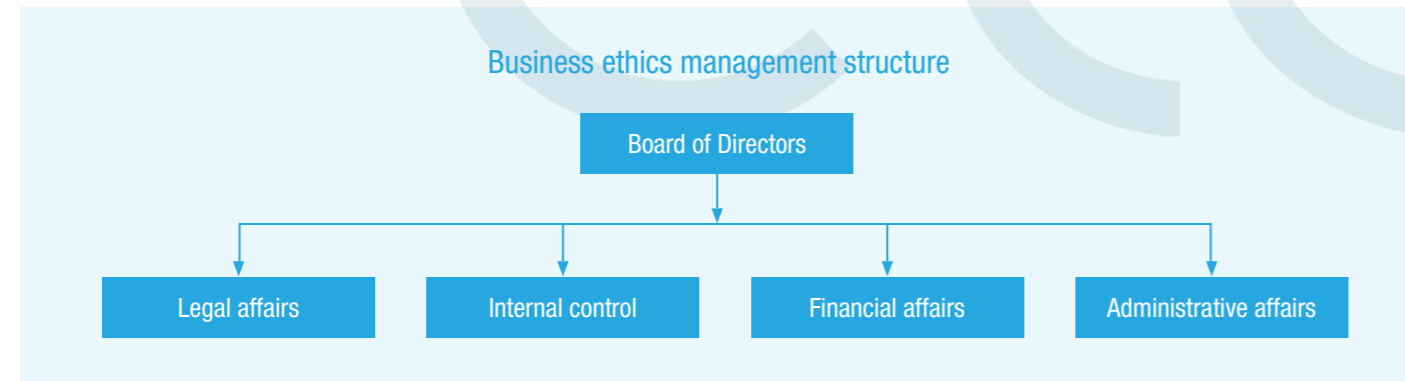 Business ethics management structure
Board of Directors
Legal affairs
Internal control
Financial affairs
Administrative affairs